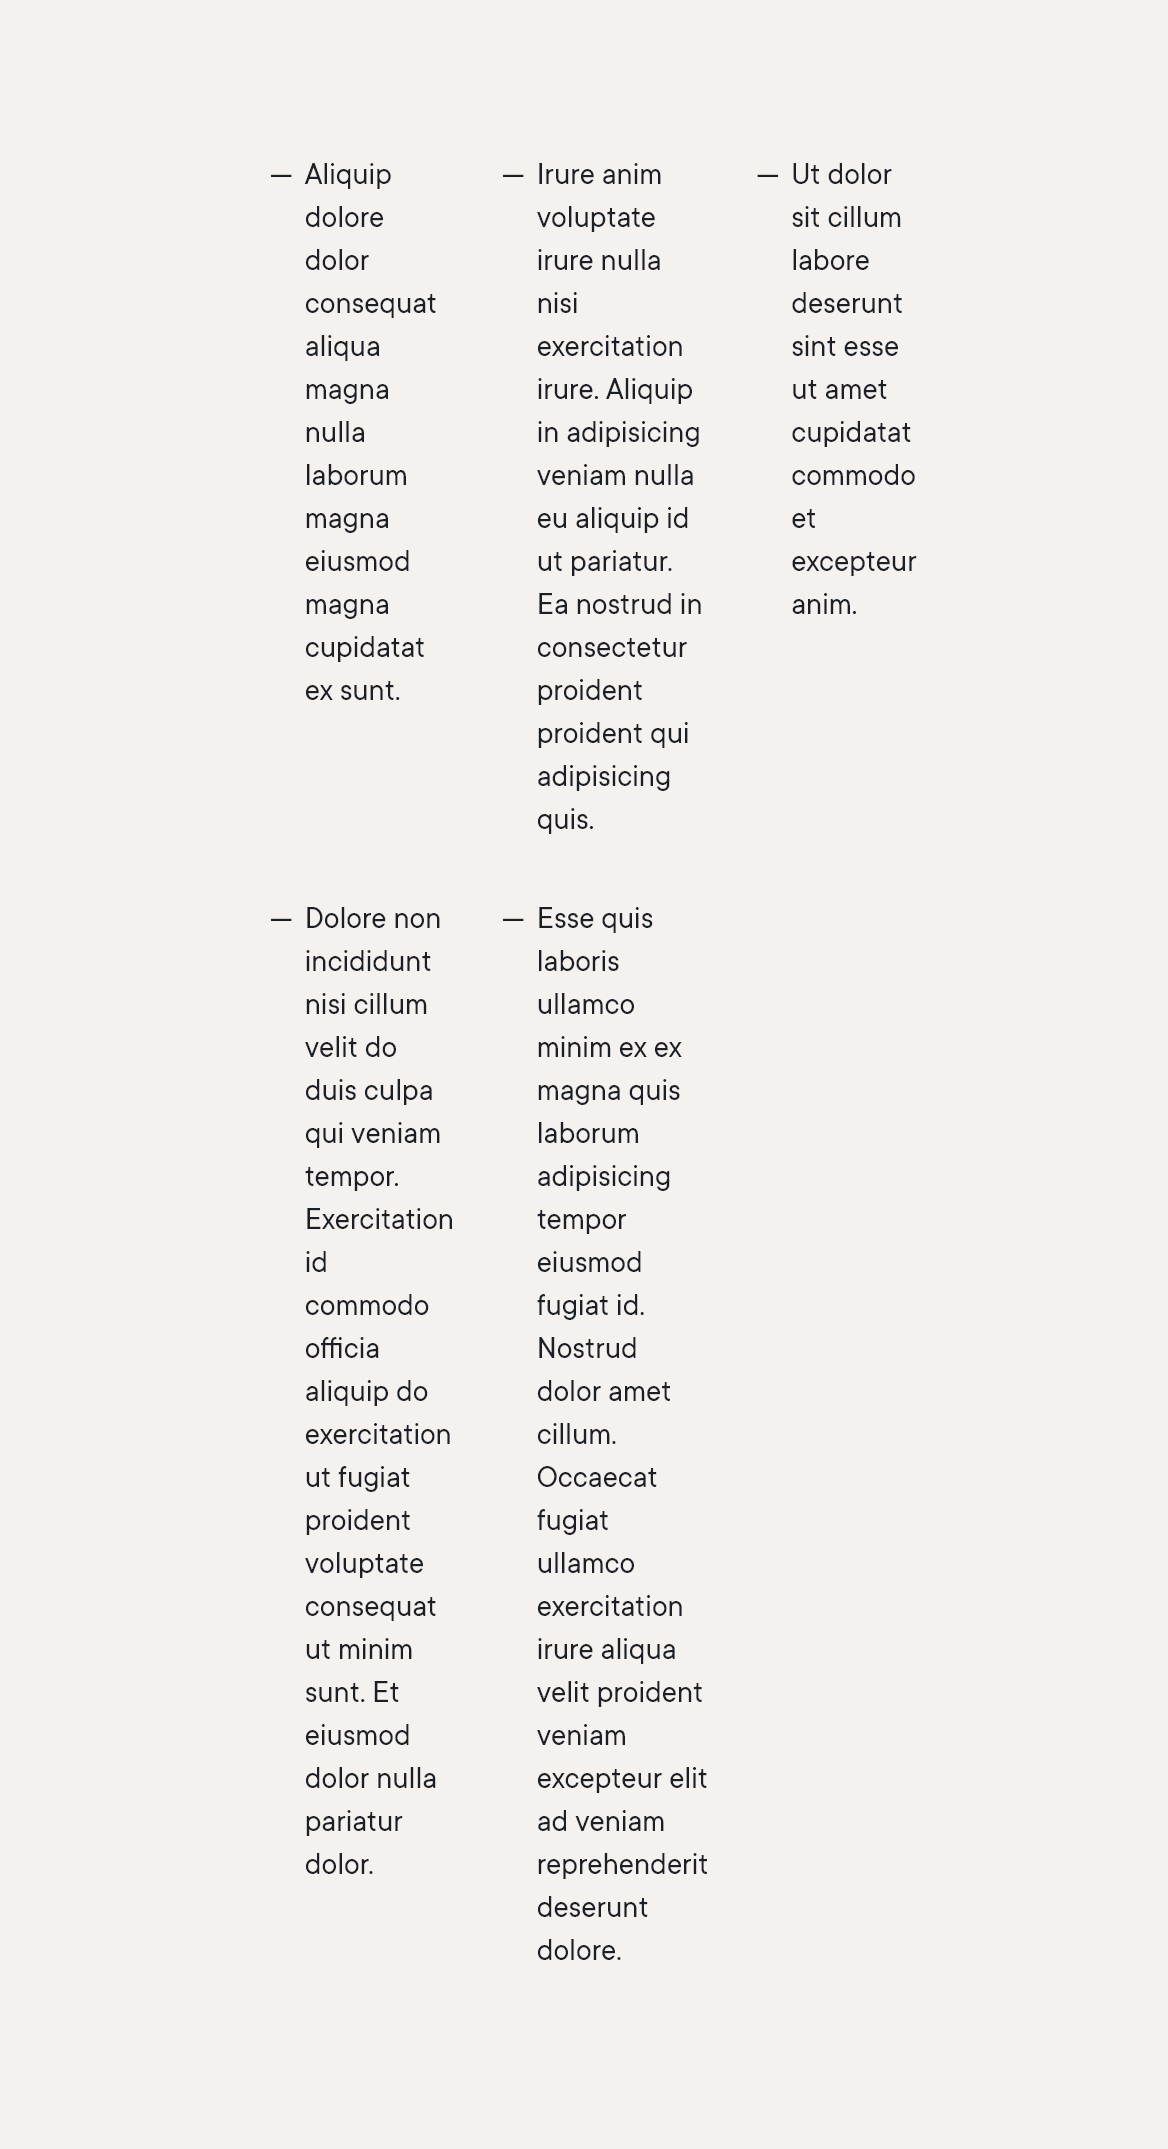 — Aliquip
dolore
dolor
consequat
aliqua
magna
nulla
laborum
magna
eiusmod
magna
cupidatat
ex sunt.
— Irure anim
voluptate
irure nulla
nisi
exercitation
irure. Aliquip
in adipisicing
veniam nulla
eu aliquip id
ut pariatur.
Ea nostrud in
consectetur
proident
proident qui
adipisicing
quis.
— Ut dolor
sit cillum
labore
deserunt
sint esse
ut amet
cupidatat
commodo
et
excepteur
anim.
— Dolore non
incididunt
nisi cillum
velit do
duis culpa
qui veniam
tempor.
Exercitation
id
commodo
officia
aliquip do
exercitation
ut fugiat
proident
voluptate
consequat
ut minim
sunt. Et
eiusmod
dolor nulla
pariatur
dolor.
— Esse quis
laboris
ullamco
minim ex ex
magna quis
laborum
adipisicing
tempor
eiusmod
fugiat id.
Nostrud
dolor amet
cillum.
Occaecat
fugiat
ullamco
exercitation
irure aliqua
velit proident
veniam
excepteur elit
ad veniam
reprehenderit
deserunt
dolore.